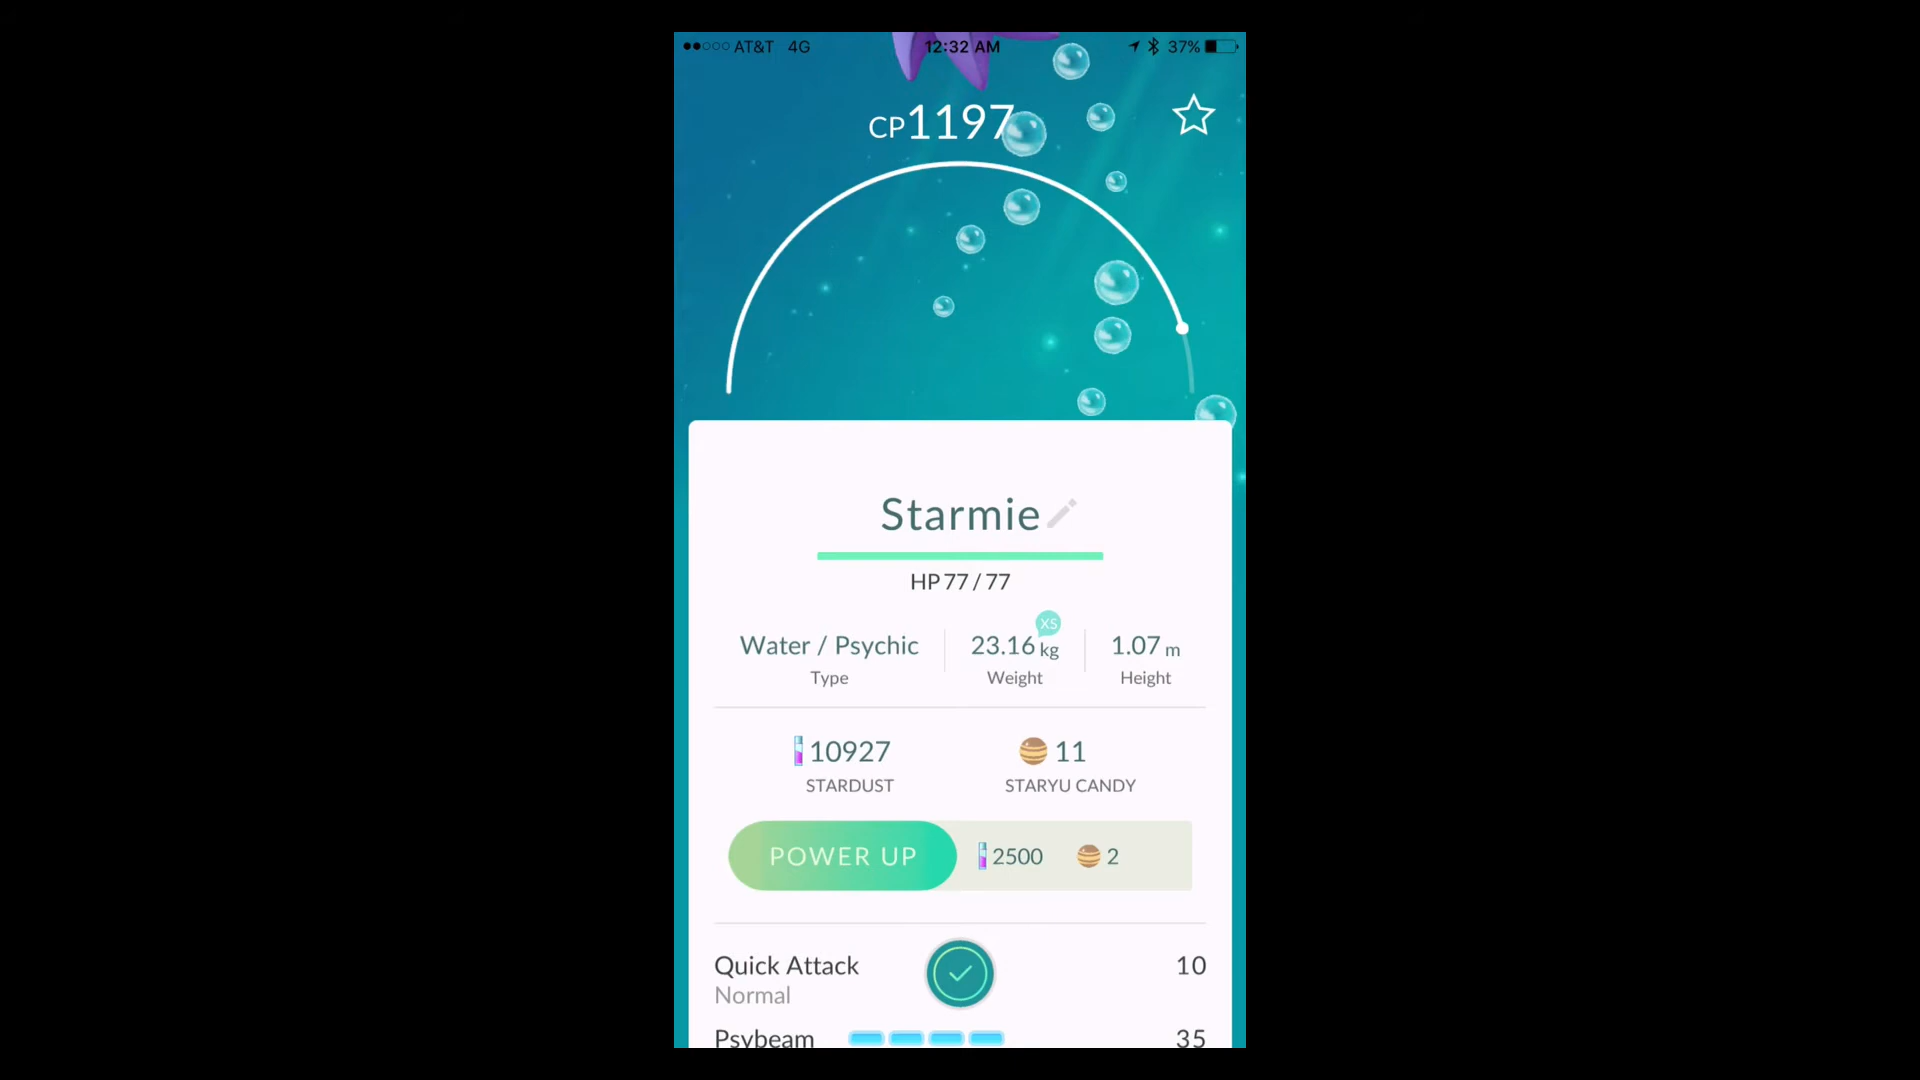 AT&T 4G 12:32 AM 37%
CP1197
Starmie
HP 77 / 77
XS
Water / Psychic 23.16 kg 1.07 m
Type Weight Height
10927 11
STARDUST STARYU CANDY
POWER UP 2500 2
Quick Attack 10
Normal
Psybeam 35